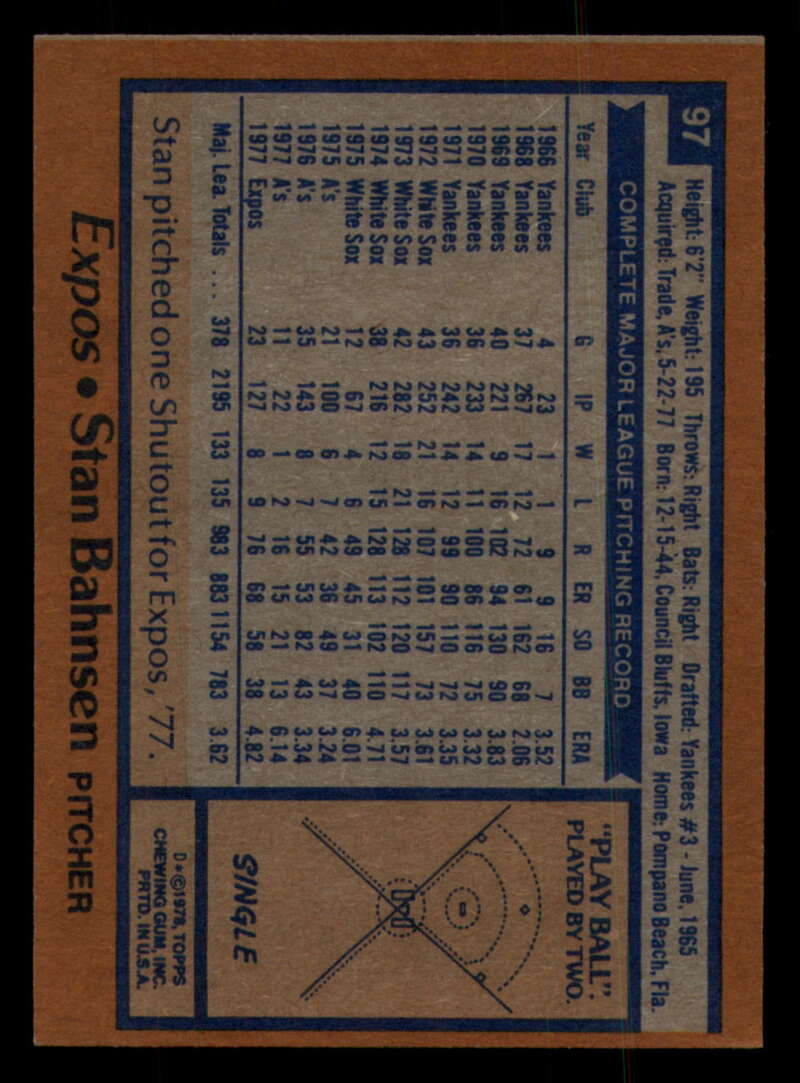 97
Height: 6'2" Weight: 195 Throws: Right Bats: Right Drafted: Yankees #3 - June, 1965
Acquired: Trade, A's, 5-22-77 Born: 12-15-44, Council Bluffs, Iowa Home: Pompano Beach, Fla.
COMPLETE MAJOR LEAGUE PITCHING RECORD
Year Club G IP W L R ER SO BB ERA
1966 Yankees 4 23 1 1 9 9 16 7 3.52
1968 Yankees 37 267 17 12 72 61 162 68 2.06
1969 Yankees 40 221 9 16 102 94 130 90 3.83
1970 Yankees 36 233 14 11 100 86 116 75 3.32
1971 Yankees 36 242 14 12 99 90 110 72 3.35
1972 White Sox 43 252 21 16 107 101 157 73 3.61
1973 White Sox 42 282 18 21 128 112 120 117 3.57
1974 White Sox 38 216 12 15 128 113 102 110 4.71
1975 White Sox 12 67 4 6 49 45 31 40 6.01
1975 A's 21 100 6 7 42 36 49 37 3.24
1976 A's 35 143 8 7 55 53 82 43 3.34
1977 A's 11 22 1 2 16 15 21 13 6.14
1977 Expos 23 127 8 9 76 68 58 38 4.82
Maj. Lea. Totals ... 378 2195 133 135 983 883 1154 783 3.62
Stan pitched one Shutout for Expos, '77.
"PLAY BALL":
PLAYED BY TWO.
SINGLE
D*©1978, TOPPS
CHEWING GUM, INC.
PRTD. IN U.S.A.
Expos • Stan Bahnsen PITCHER